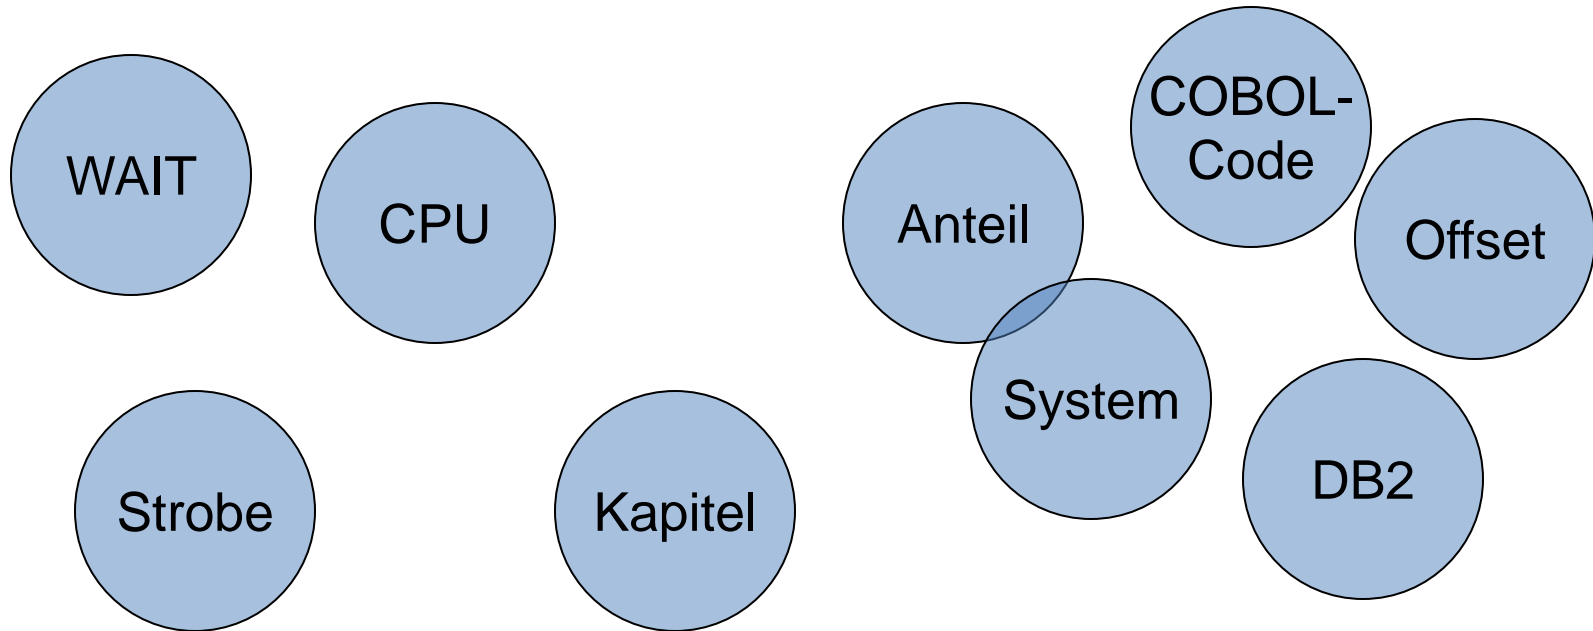 WAIT
CPU
Anteil
COBOL-
Code
Offset
Strobe
Kapitel
System
DB2